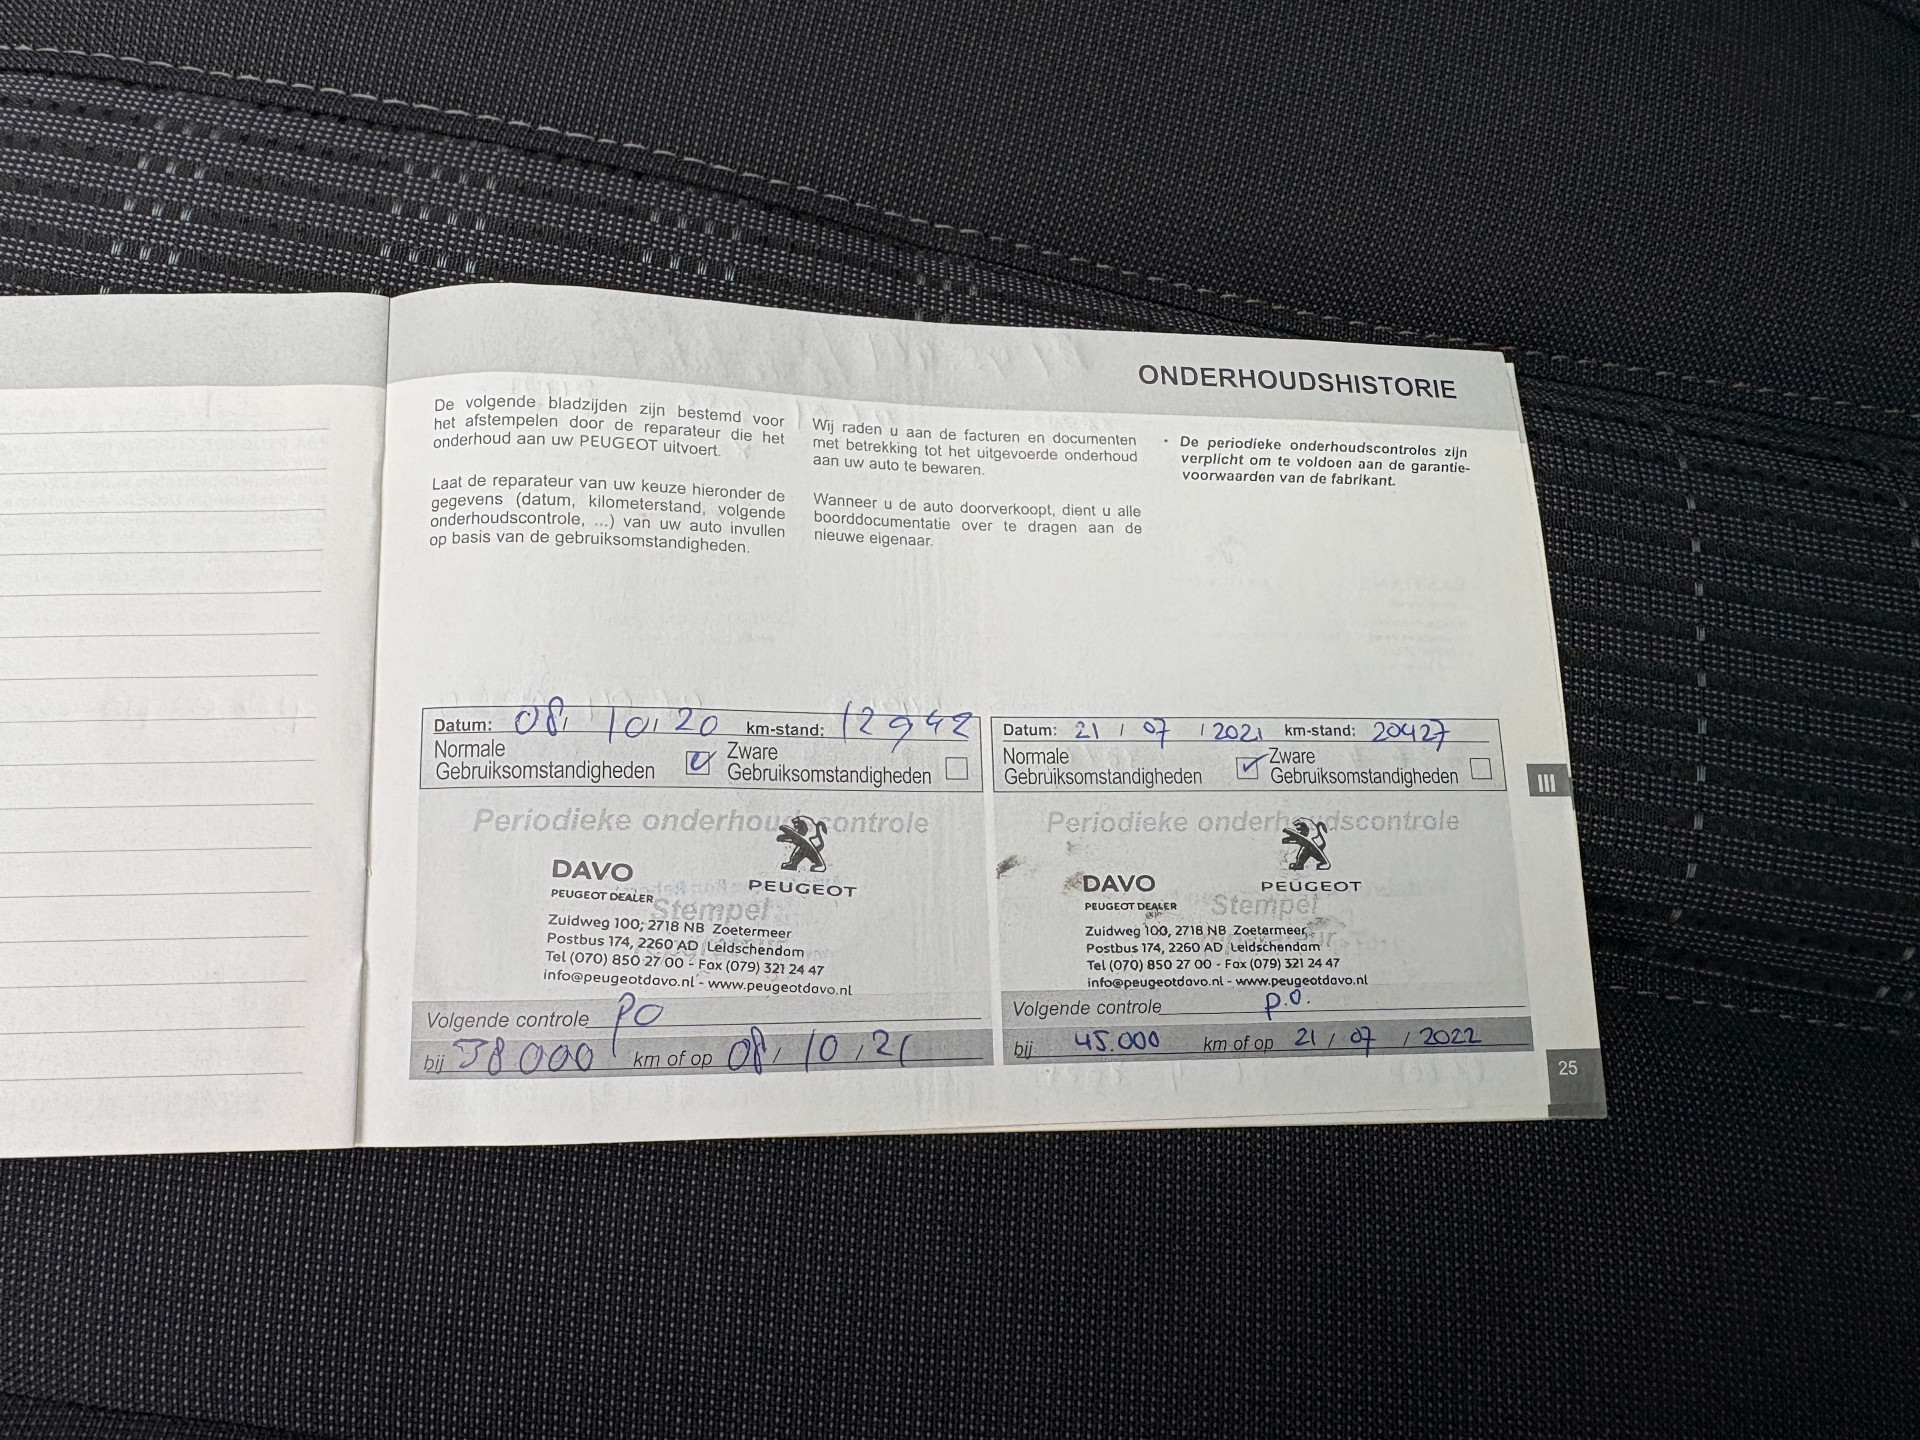 ONDERHOUDSHISTORIE
De volgende bladzijden zijn bestemd voor
het afstempelen door de reparateur die het
onderhoud aan uw PEUGEOT uitvoert.
Laat de reparateur van uw keuze hieronder de
gegevens (datum, kilometerstand, volgende
onderhoudscontrole, ...) van uw auto invullen
op basis van de gebruiksomstandigheden.
Wij raden u aan de facturen en documenten
met betrekking tot het uitgevoerde onderhoud
aan uw auto te bewaren.
Wanneer u de auto doorverkoopt, dient u alle
boorddocumentatie over te dragen aan de
nieuwe eigenaar.
• De periodieke onderhoudscontroles zijn
verplicht om te voldoen aan de garantie-
voorwaarden van de fabrikant.
Datum: 08 / 10 / 20 km-stand: 12942
Normale
Gebruiksomstandigheden
Zware
Gebruiksomstandigheden
Periodieke onderhoudscontrole
PEUGEOT
DAVO
PEUGEOT DEALER
Stempel
Zuidweg 100, 2718 NB Zoetermeer
Postbus 174, 2260 AD Leidschendam
Tel (070) 850 27 00 - Fax (079) 321 24 47
info@peugeotdavo.nl - www.peugeotdavo.nl
Volgende controle PO
bij 38000 km of op 08 / 10 / 21
Datum: 21 / 07 / 2021 km-stand: 20427
Normale
Gebruiksomstandigheden
Zware
Gebruiksomstandigheden
Periodieke onderhoudscontrole
PEUGEOT
DAVO
PEUGEOT DEALER
Stempel
Zuidweg 100, 2718 NB Zoetermeer
Postbus 174, 2260 AD Leidschendam
Tel (070) 850 27 00 - Fax (079) 321 24 47
info@peugeotdavo.nl - www.peugeotdavo.nl
Volgende controle p.o.
bij 45.000 km of op 21 / 07 / 2022
III
25